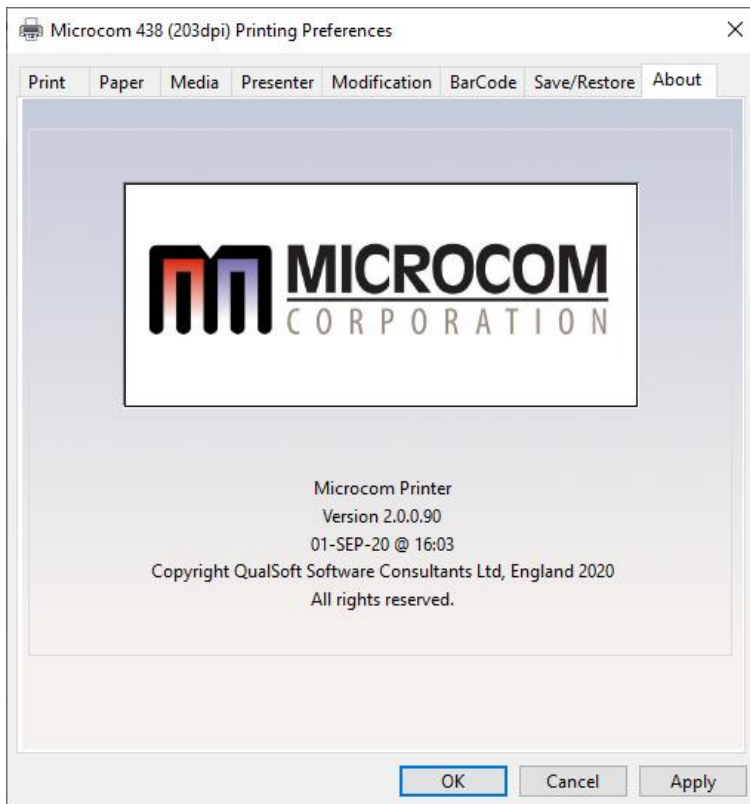 Microcom 438 (203dpi) Printing Preferences
Print Paper Media Presenter Modification BarCode Save/Restore About
MICROCOM
CORPORATION
Microcom Printer
Version 2.0.0.90
01-SEP-20 @ 16:03
Copyright QualSoft Software Consultants Ltd, England 2020
All rights reserved.
OK Cancel Apply